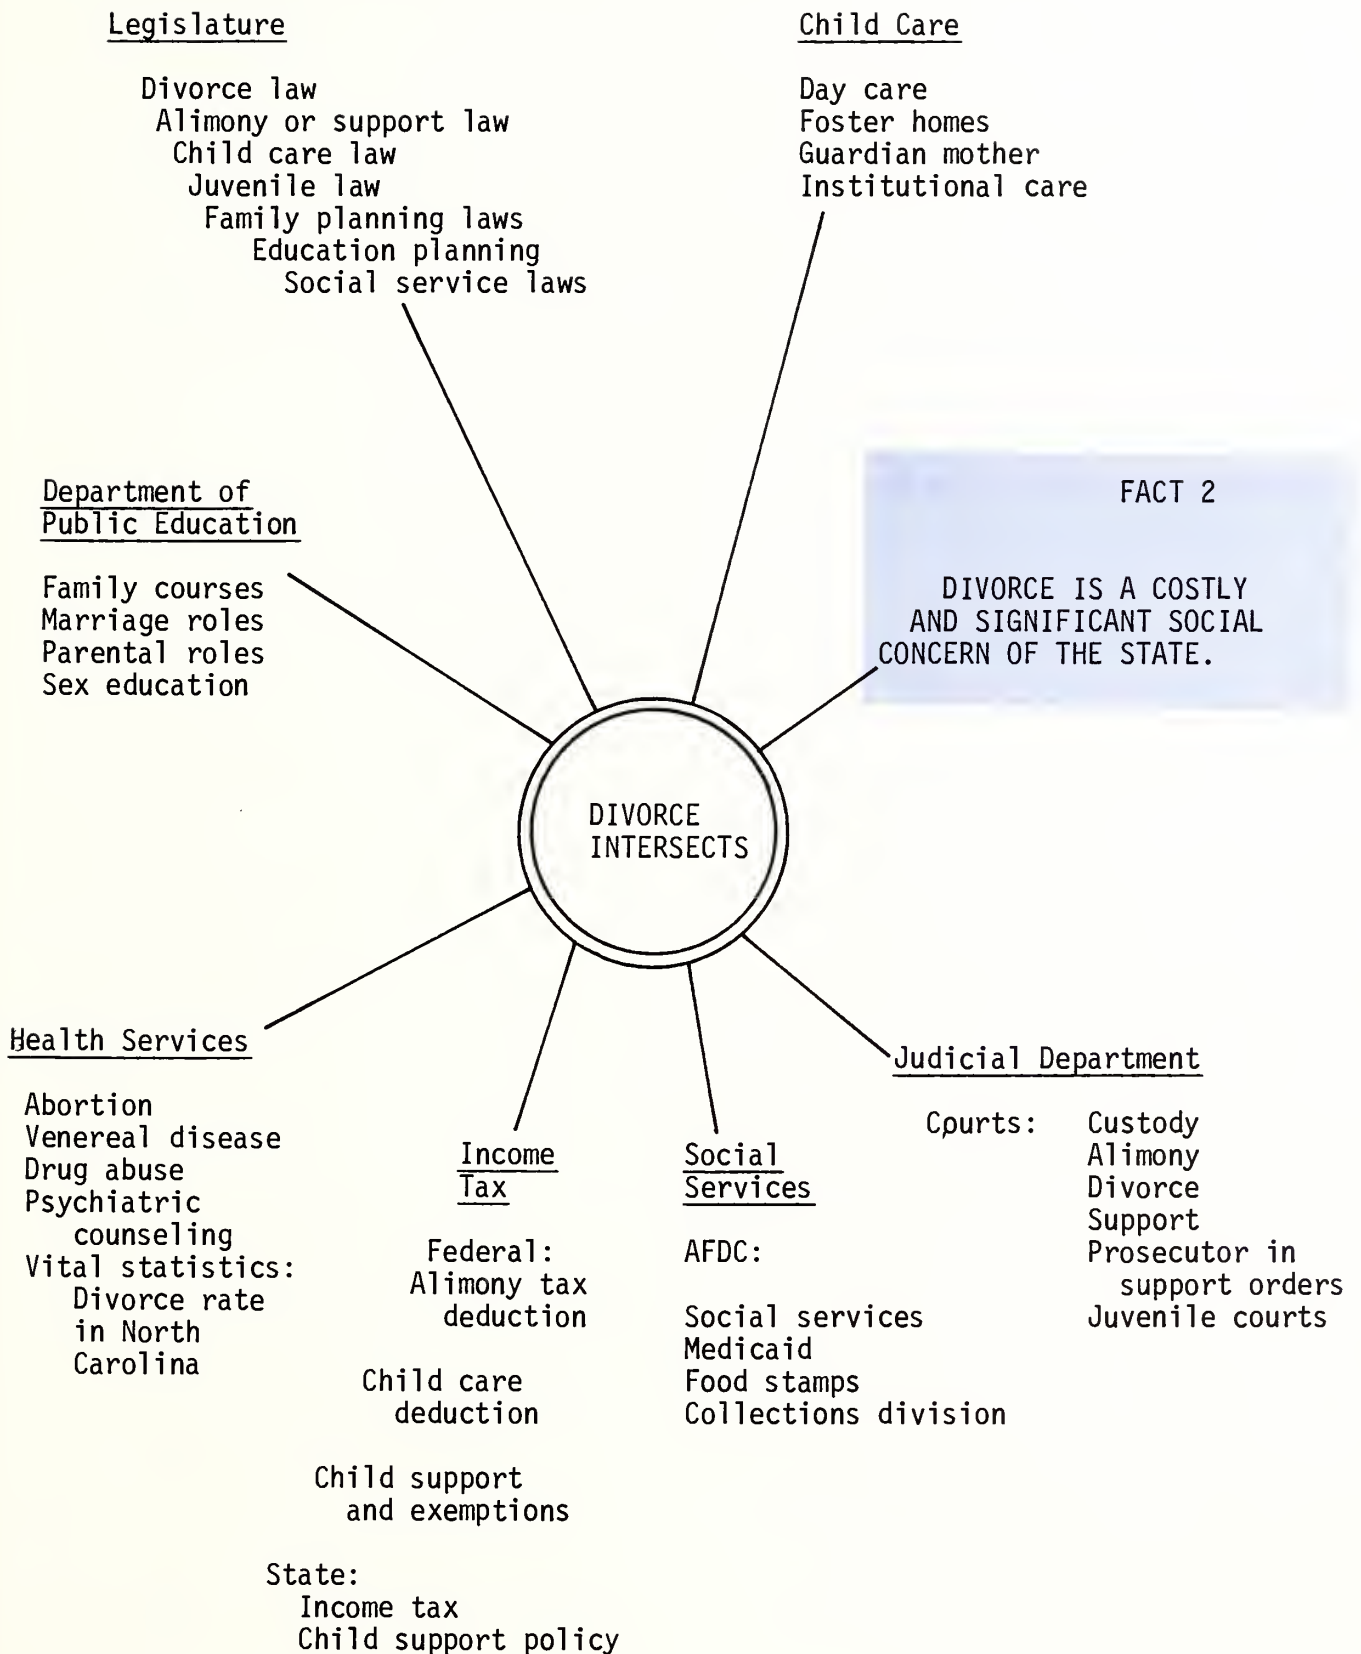 Legislature
Divorce law
Alimony or support law
Child care law
Juvenile law
Family planning laws
Education planning
Social service laws
Child Care
Day care
Foster homes
Guardian mother
Institutional care
Department of
Public Education
Family courses
Marriage roles
Parental roles
Sex education
FACT 2
DIVORCE IS A COSTLY
AND SIGNIFICANT SOCIAL
CONCERN OF THE STATE.
DIVORCE
INTERSECTS
Health Services
Abortion
Venereal disease
Drug abuse
Psychiatric
counseling
Vital statistics:
Divorce rate
in North
Carolina
Income
Tax
Federal:
Alimony tax
deduction
Child care
deduction
Child support
and exemptions
State:
Income tax
Child support policy
Social
Services
AFDC:
Social services
Medicaid
Food stamps
Collections division
Judicial Department
Courts: Custody
Alimony
Divorce
Support
Prosecutor in
support orders
Juvenile courts